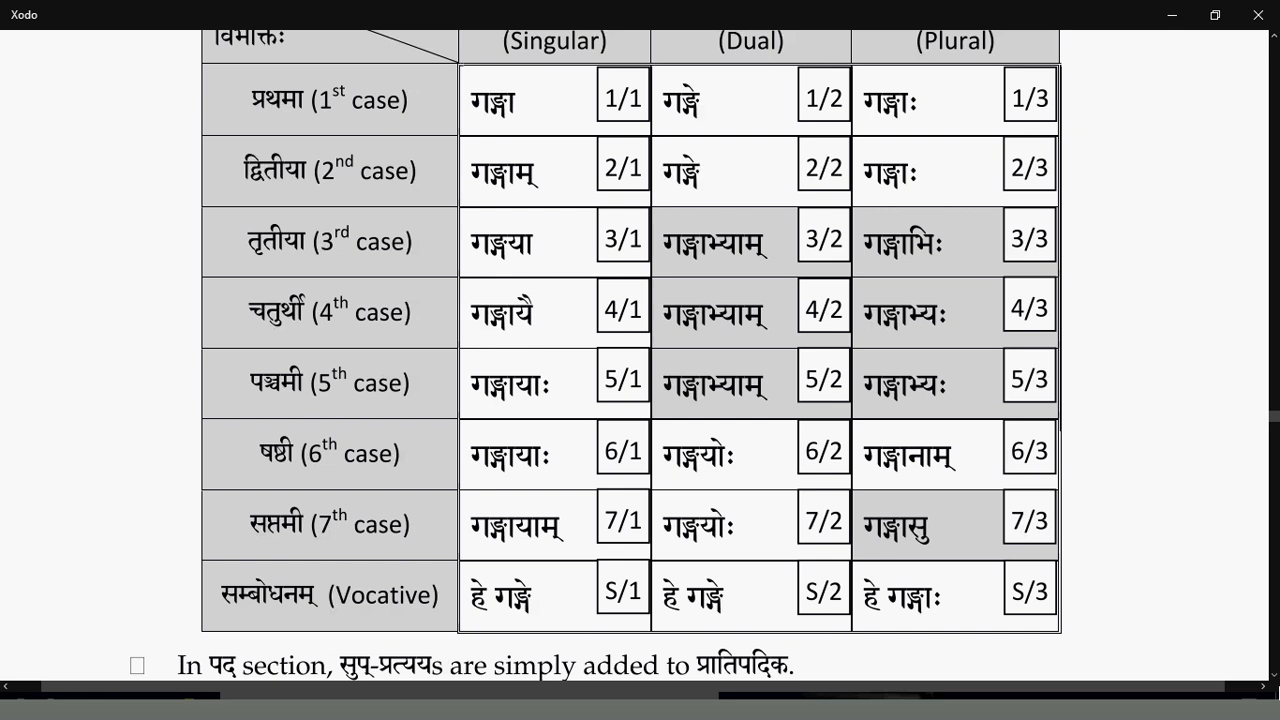 Xodo
विभक्तिः (Singular) (Dual) (Plural)
प्रथमा (1st case) गङ्गा 1/1 गङ्गे 1/2 गङ्गाः 1/3
द्वितीया (2nd case) गङ्गाम् 2/1 गङ्गे 2/2 गङ्गाः 2/3
तृतीया (3rd case) गङ्गया 3/1 गङ्गाभ्याम् 3/2 गङ्गाभिः 3/3
चतुर्थी (4th case) गङ्गायै 4/1 गङ्गाभ्याम् 4/2 गङ्गाभ्यः 4/3
पञ्चमी (5th case) गङ्गायाः 5/1 गङ्गाभ्याम् 5/2 गङ्गाभ्यः 5/3
षष्ठी (6th case) गङ्गायाः 6/1 गङ्गयोः 6/2 गङ्गानाम् 6/3
सप्तमी (7th case) गङ्गायाम् 7/1 गङ्गयोः 7/2 गङ्गासु 7/3
सम्बोधनम् (Vocative) हे गङ्गे S/1 हे गङ्गे S/2 हे गङ्गाः S/3
In पद section, सुप्-प्रत्ययs are simply added to प्रातिपदिक.